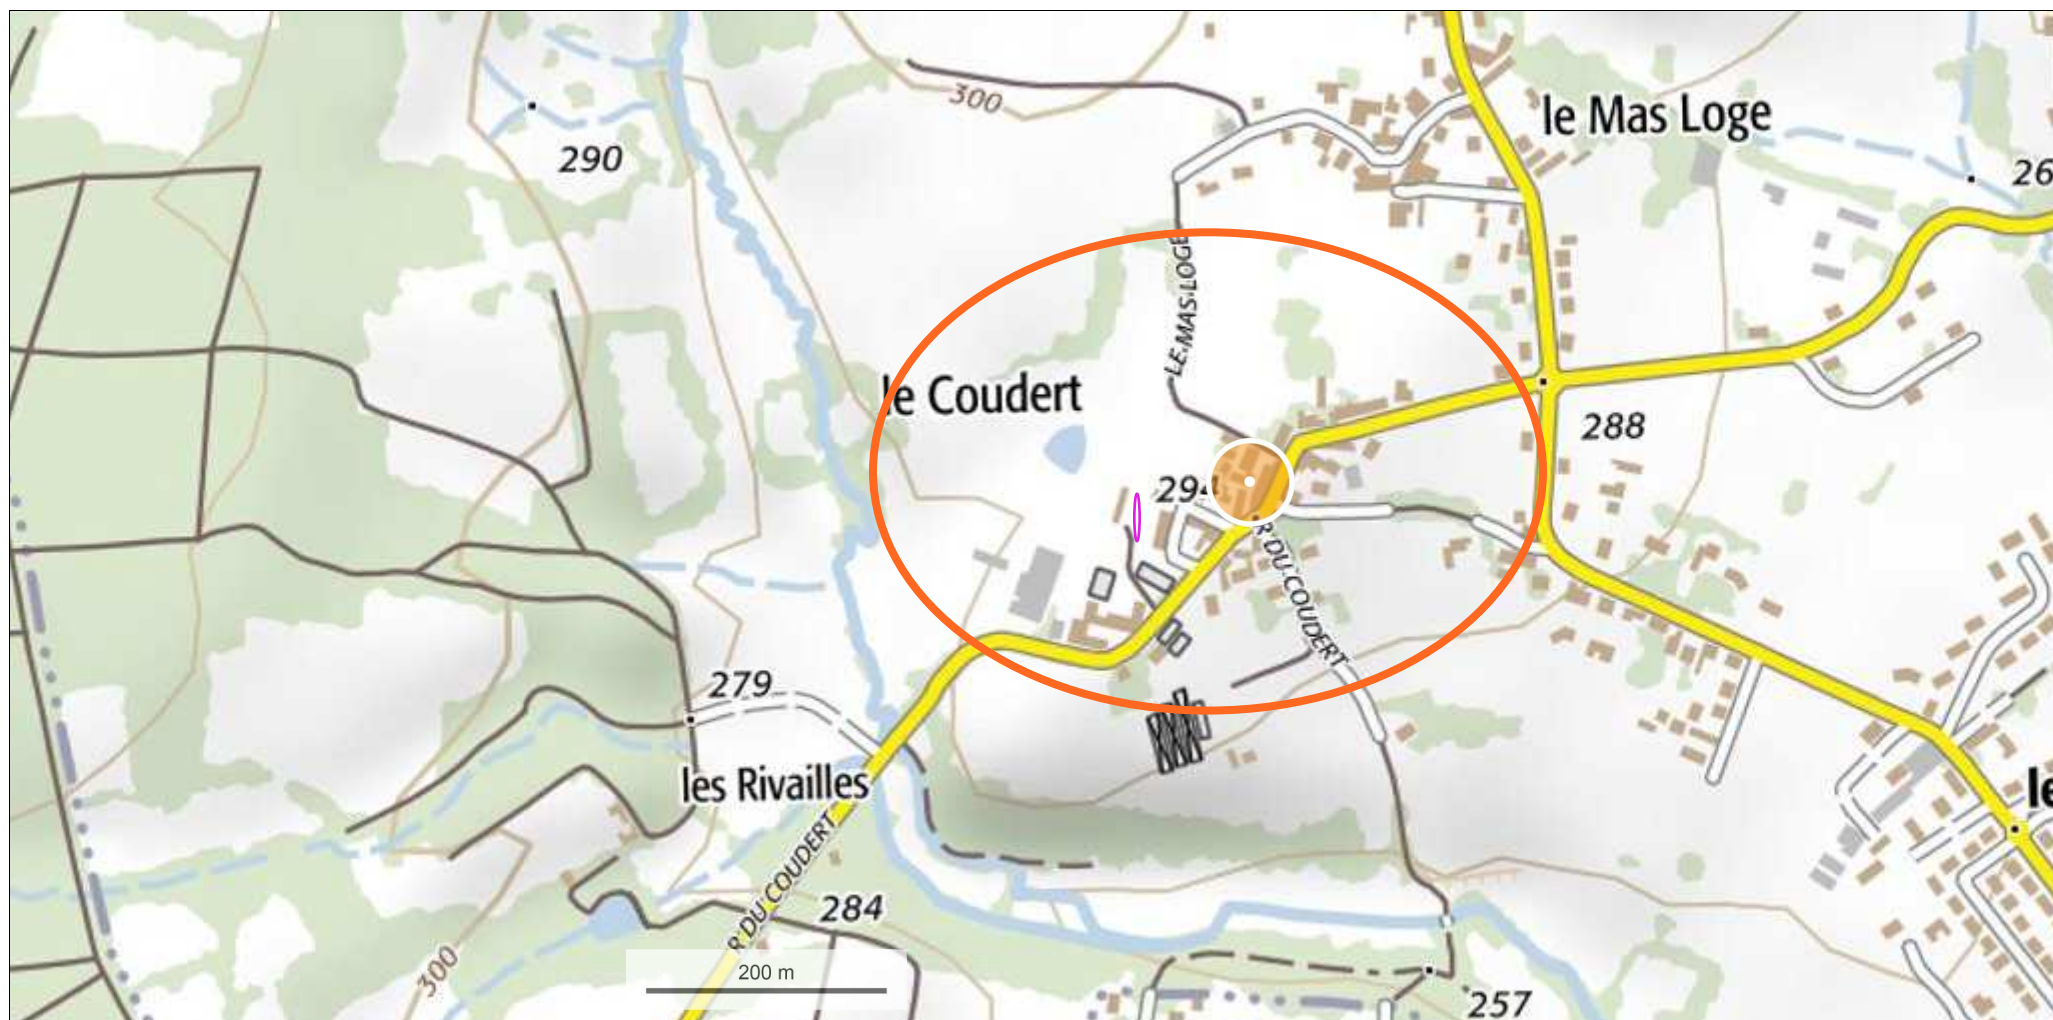 300
le Mas Loge
290
26
LE MAS LOGE
le Coudert
288
294
R DU COUDERT
279
les Rivailles
le
R DU COUDERT
284
300
200 m
257